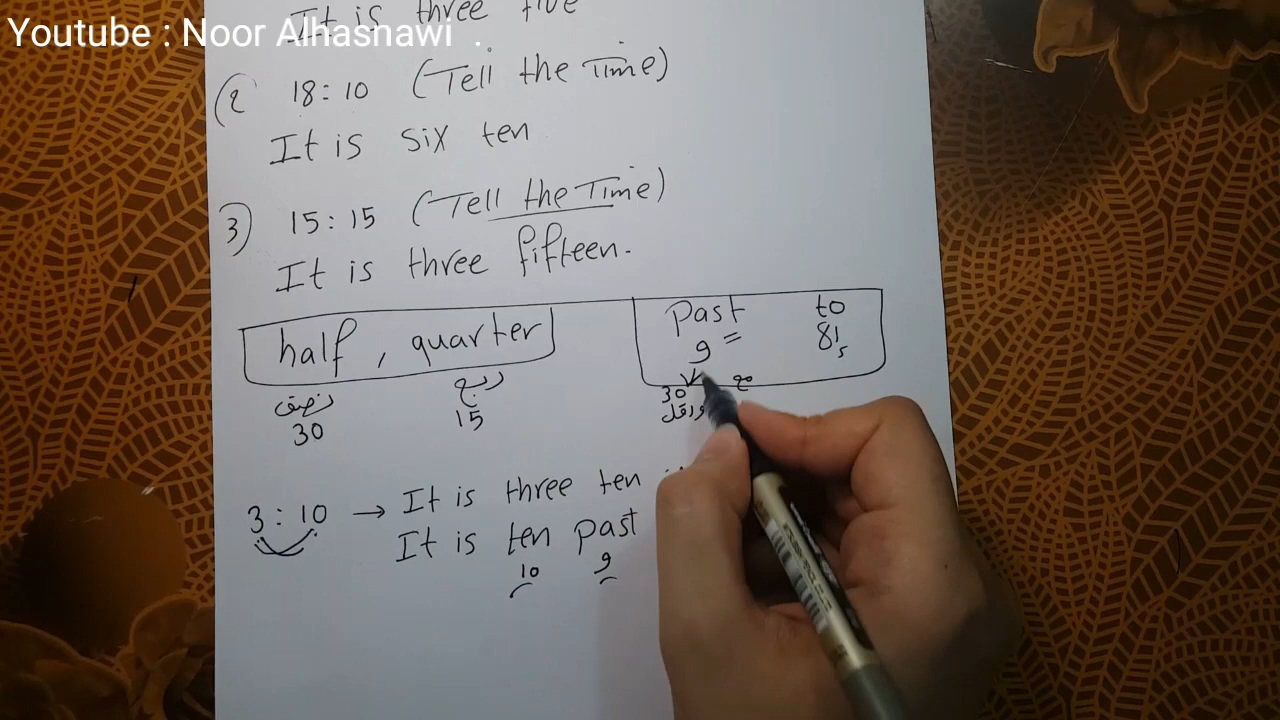 It is three five
Youtube : Noor Alhasnawi .
2) 18:10 (Tell the Time)
It is six ten
3) 15:15 (Tell the Time)
It is three fifteen.
half , quarter
نصف ربع
30 15
Past to
و إلا
30
واقل
3:10 → It is three ten
It is ten past
10 و